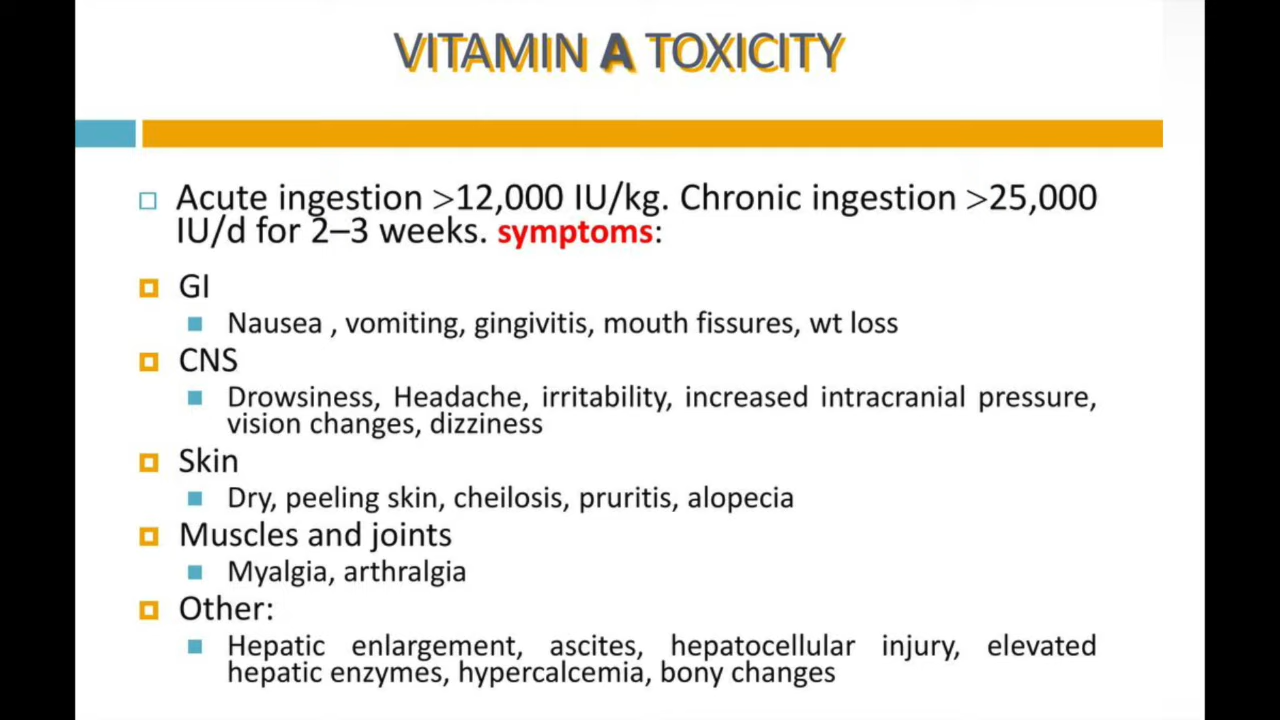 VITAMIN A TOXICITY
Acute ingestion >12,000 IU/kg. Chronic ingestion >25,000
IU/d for 2–3 weeks. symptoms:
GI
Nausea , vomiting, gingivitis, mouth fissures, wt loss
CNS
Drowsiness, Headache, irritability, increased intracranial pressure,
vision changes, dizziness
Skin
Dry, peeling skin, cheilosis, pruritis, alopecia
Muscles and joints
Myalgia, arthralgia
Other:
Hepatic enlargement, ascites, hepatocellular injury, elevated
hepatic enzymes, hypercalcemia, bony changes